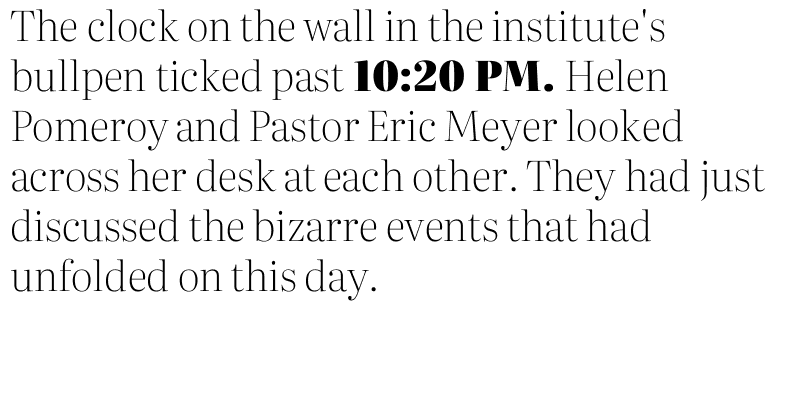 The clock on the wall in the institute's
bullpen ticked past 10:20 PM. Helen
Pomeroy and Pastor Eric Meyer looked
across her desk at each other. They had just
discussed the bizarre events that had
unfolded on this day.